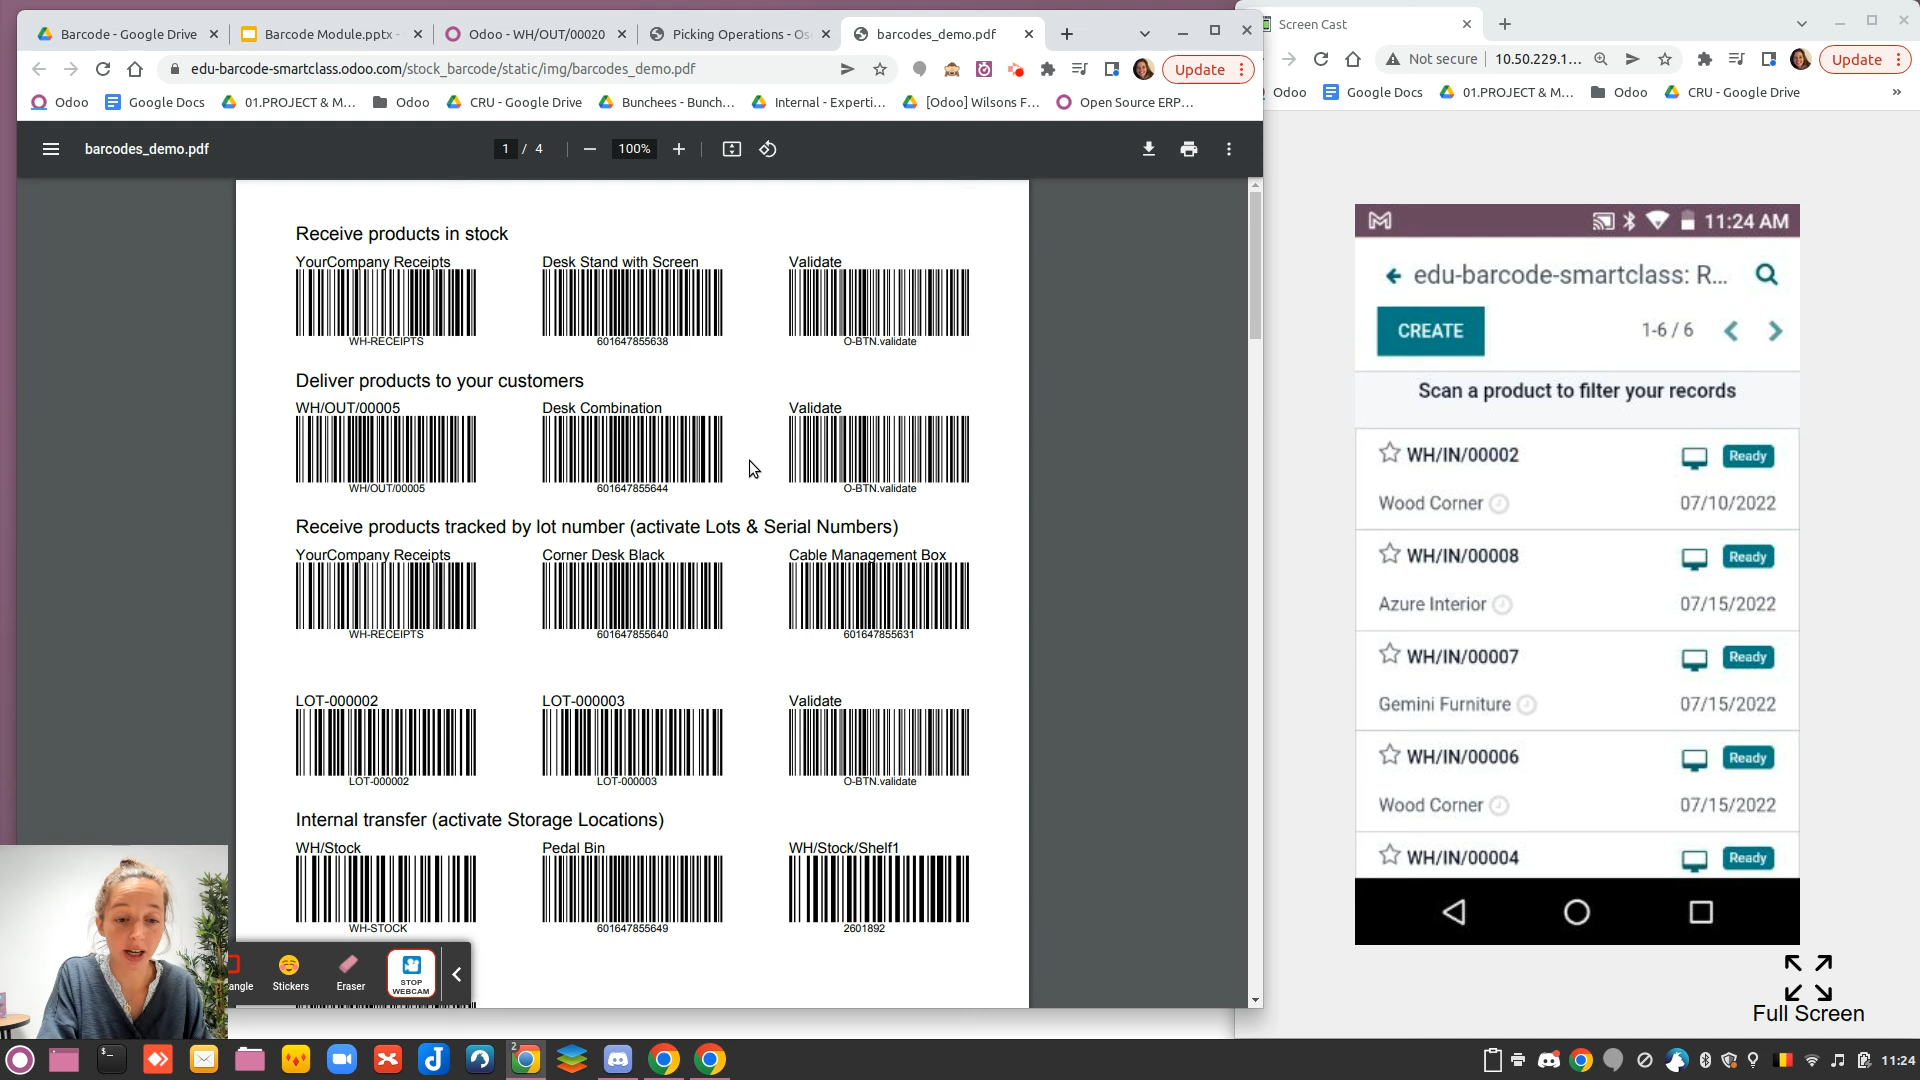 Barcode - Google Drive
Barcode Module.pptx -
Odoo - WH/OUT/00020
Picking Operations - Os
barcodes_demo.pdf
edu-barcode-smartclass.odoo.com/stock_barcode/static/img/barcodes_demo.pdf
Update
Odoo
Google Docs
01.PROJECT & M...
Odoo
CRU - Google Drive
Bunchees - Bunch...
Internal - Experti...
[Odoo] Wilsons F...
Open Source ERP...
barcodes_demo.pdf
1 / 4
100%
Receive products in stock
YourCompany Receipts
Desk Stand with Screen
Validate
WH-RECEIPTS
601647855638
O-BTN.validate
Deliver products to your customers
WH/OUT/00005
Desk Combination
Validate
WH/OUT/00005
601647855644
O-BTN.validate
Receive products tracked by lot number (activate Lots & Serial Numbers)
YourCompany Receipts
Corner Desk Black
Cable Management Box
WH-RECEIPTS
601647855640
601647855631
LOT-000002
LOT-000003
Validate
LOT-000002
LOT-000003
O-BTN.validate
Internal transfer (activate Storage Locations)
WH/Stock
Pedal Bin
WH/Stock/Shelf1
WH-STOCK
601647855649
2601892
angle
Stickers
Eraser
STOP
WEBCAM
Screen Cast
Not secure
10.50.229.1...
Update
Odoo
Google Docs
01.PROJECT & M...
Odoo
CRU - Google Drive
»
11:24 AM
edu-barcode-smartclass: R...
CREATE
1-6 / 6
Scan a product to filter your records
WH/IN/00002
Ready
Wood Corner
07/10/2022
WH/IN/00008
Ready
Azure Interior
07/15/2022
WH/IN/00007
Ready
Gemini Furniture
07/15/2022
WH/IN/00006
Ready
Wood Corner
07/15/2022
WH/IN/00004
Ready
Full Screen
2
11:24